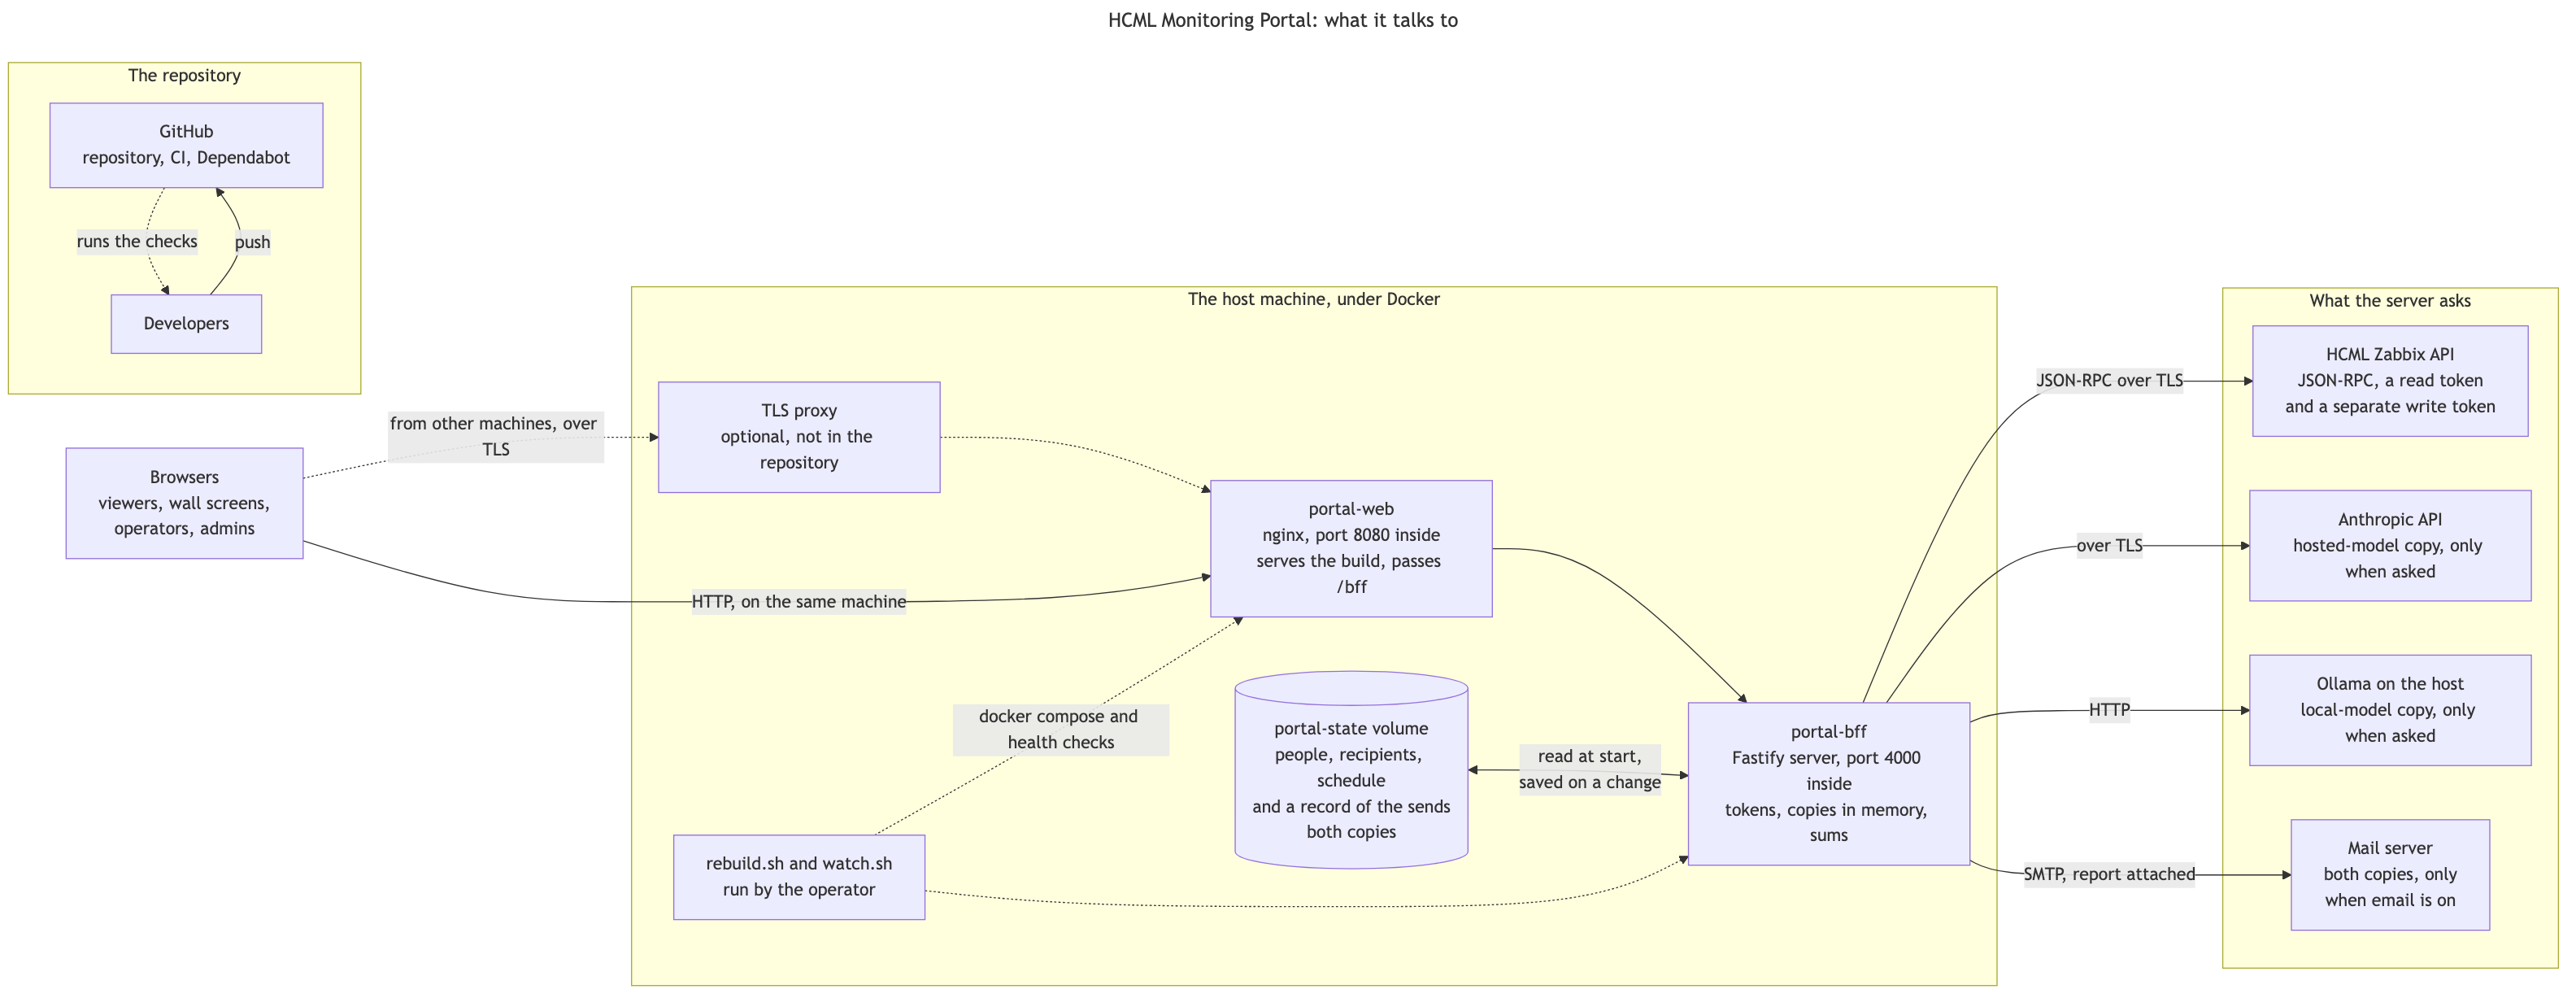 HCML Monitoring Portal: what it talks to
The repository
GitHub
repository, CI, Dependabot
runs the checks
push
Developers
Browsers
viewers, wall screens,
operators, admins
from other machines, over
TLS
HTTP, on the same machine
The host machine, under Docker
TLS proxy
optional, not in the
repository
portal-web
nginx, port 8080 inside
serves the build, passes
/bff
docker compose and
health checks
rebuild.sh and watch.sh
run by the operator
portal-state volume
people, recipients,
schedule
and a record of the sends
both copies
read at start,
saved on a change
portal-bff
Fastify server, port 4000
inside
tokens, copies in memory,
sums
JSON-RPC over TLS
over TLS
HTTP
SMTP, report attached
What the server asks
HCML Zabbix API
JSON-RPC, a read token
and a separate write token
Anthropic API
hosted-model copy, only
when asked
Ollama on the host
local-model copy, only
when asked
Mail server
both copies, only
when email is on